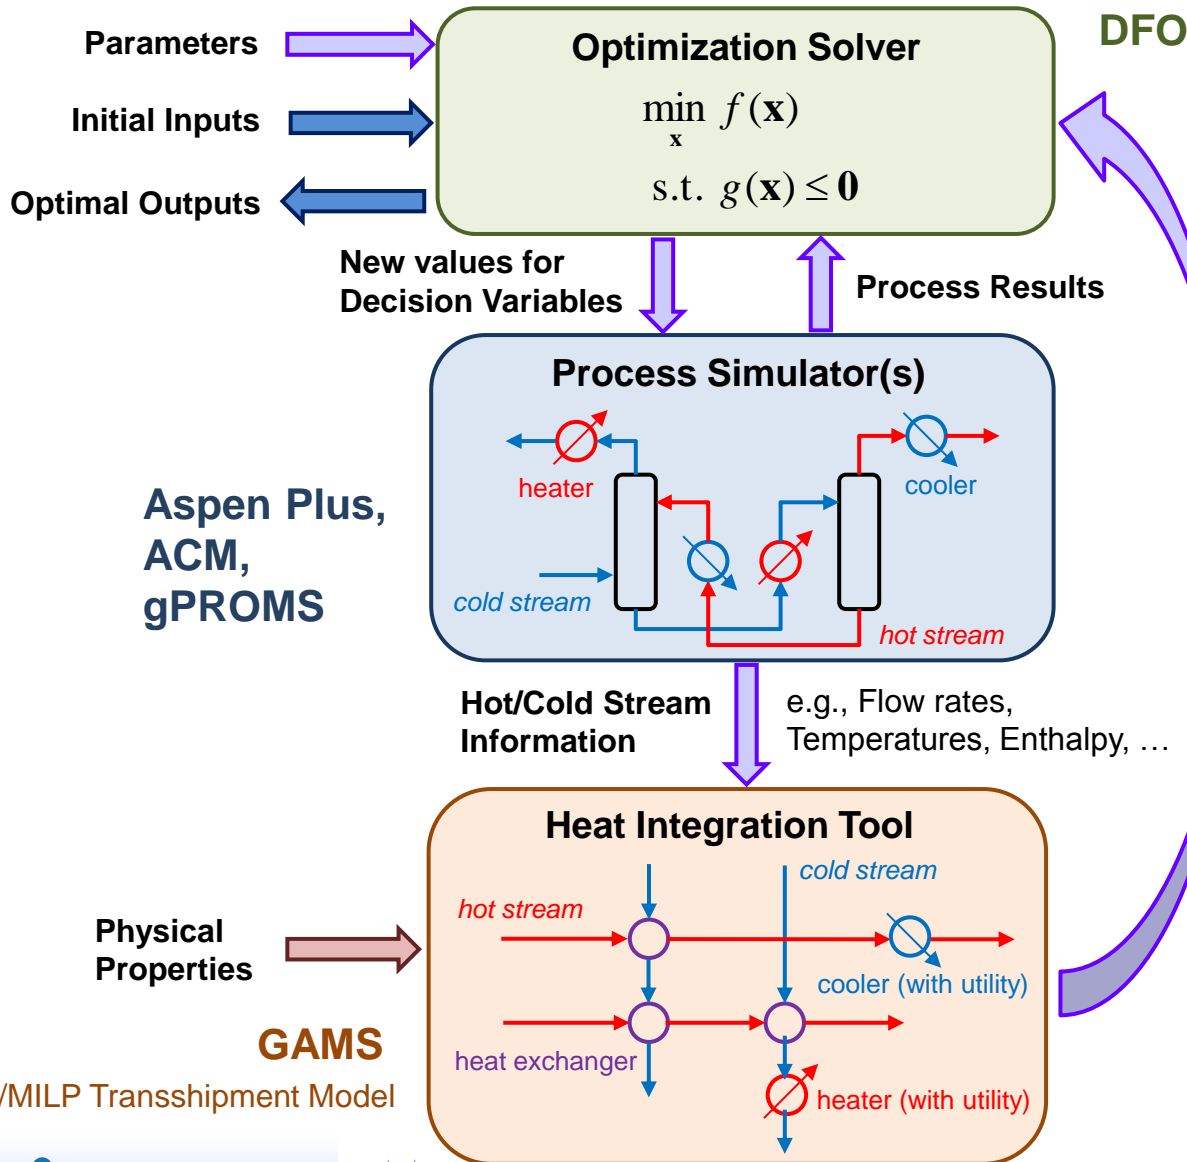 Parameters
Initial Inputs
Optimal Outputs
Optimization Solver
min f(x)
x
s.t. g(x) ≤ 0
DFO
New values for
Decision Variables
Process Results
Process Simulator(s)
heater
cooler
cold stream
hot stream
Aspen Plus,
ACM,
gPROMS
Hot/Cold Stream
Information
e.g., Flow rates,
Temperatures, Enthalpy, …
Heat Integration Tool
cold stream
hot stream
cooler (with utility)
heat exchanger
heater (with utility)
Physical
Properties
GAMS
/MILP Transshipment Model